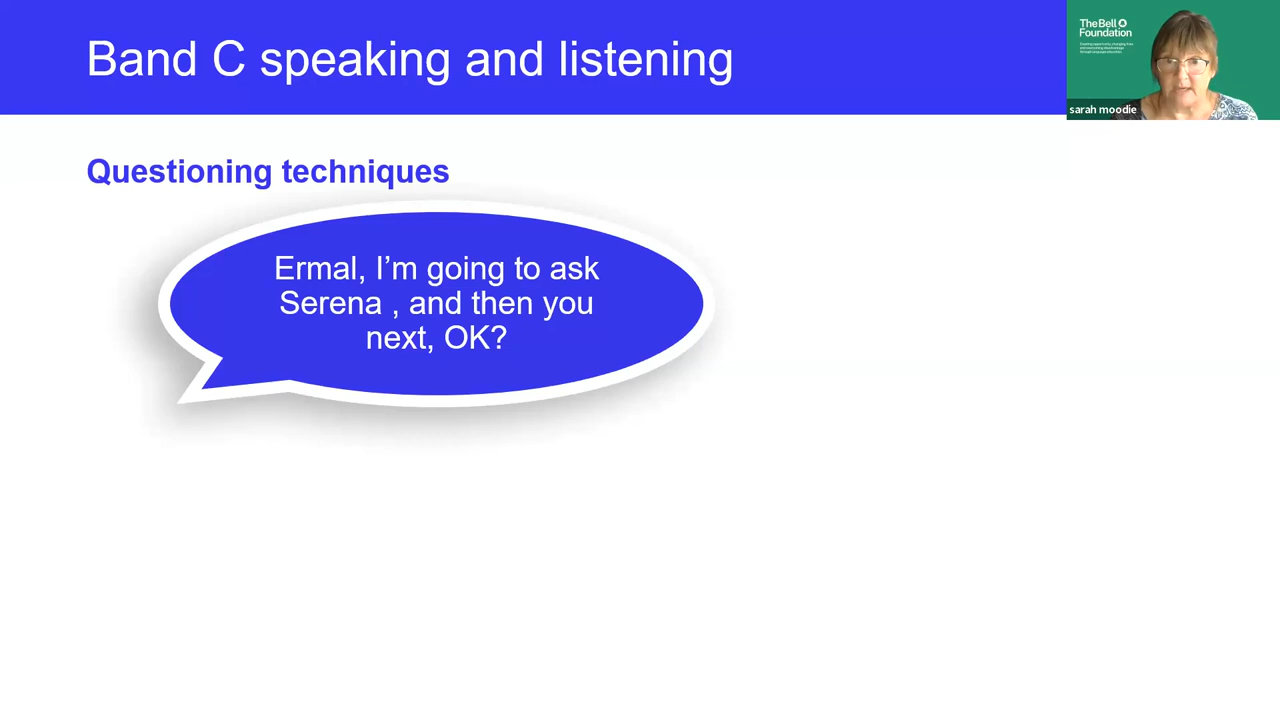 Band C speaking and listening
The Bell
Foundation
sarah moodie
Questioning techniques
Ermal, I’m going to ask
Serena , and then you
next, OK?